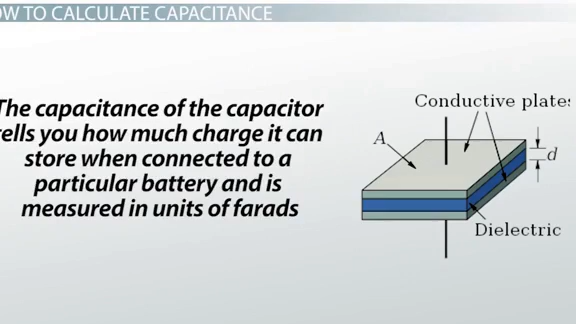 OW TO CALCULATE CAPACITANCE
The capacitance of the capacitor
tells you how much charge it can
store when connected to a
particular battery and is
measured in units of farads
Conductive plates
A
d
Dielectric